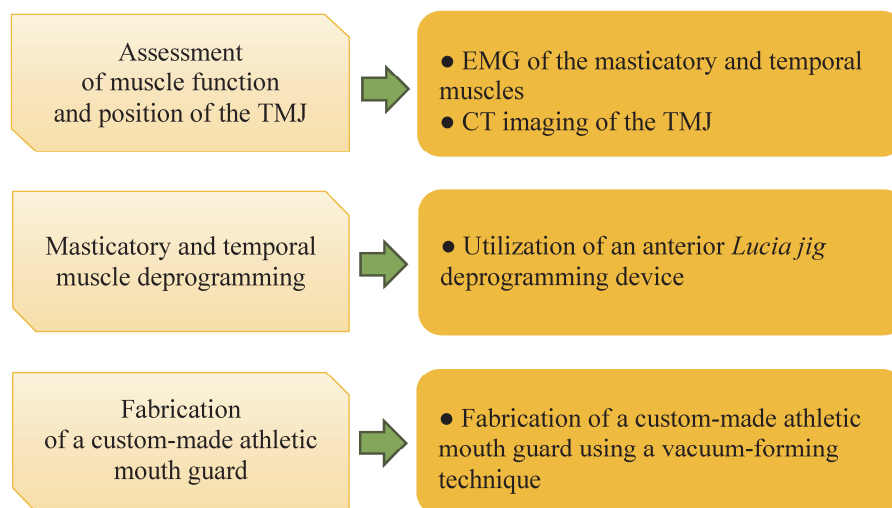 Assessment
of muscle function
and position of the TMJ
● EMG of the masticatory and temporal
muscles
● CT imaging of the TMJ
Masticatory and temporal
muscle deprogramming
● Utilization of an anterior Lucia jig
deprogramming device
Fabrication
of a custom-made athletic
mouth guard
● Fabrication of a custom-made athletic
mouth guard using a vacuum-forming
technique